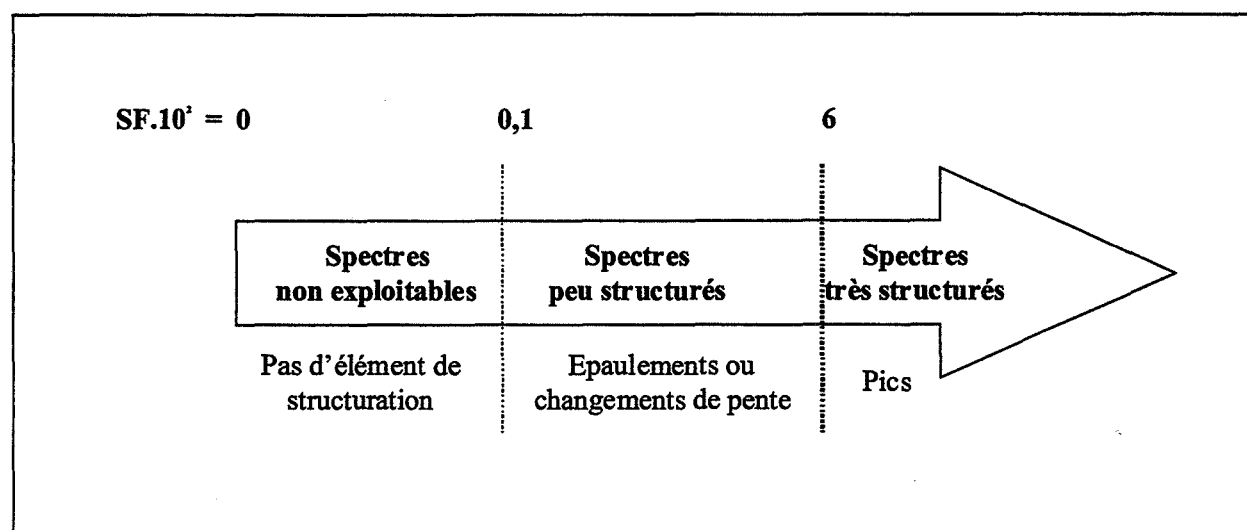 SF.10² = 0 0,1 6
Spectres Spectres Spectres
non exploitables peu structurés très structurés
Pas d'élément de Epaulements ou Pics
structuration changements de pente